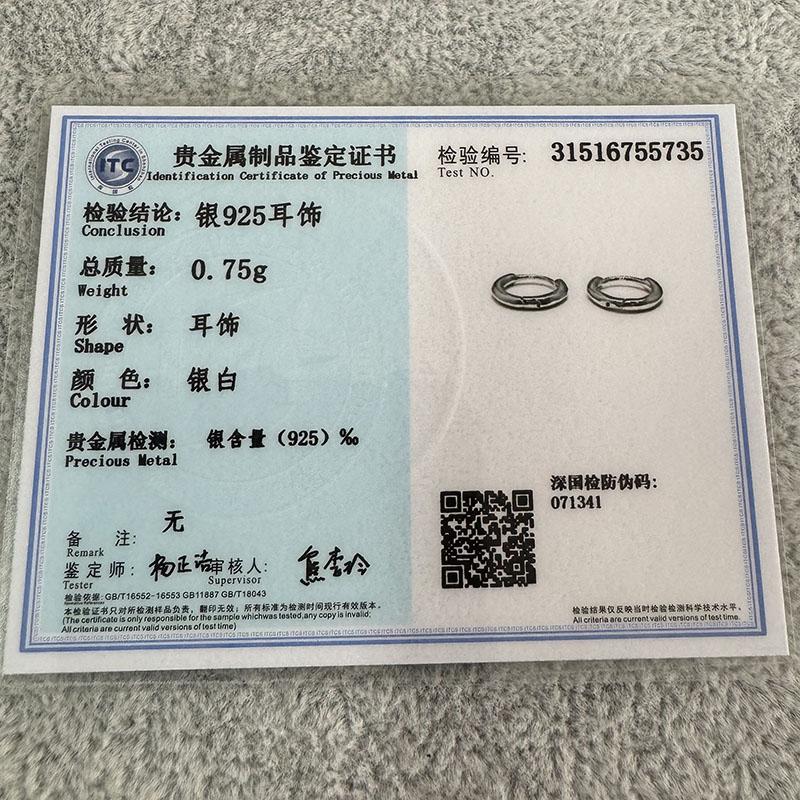 ITC
贵金属制品鉴定证书
Identification Certificate of Precious Metal
检验编号: 31516755735
Test NO.
检验结论: 银925耳饰
Conclusion
总质量: 0.75g
Weight
形 状: 耳饰
Shape
颜 色: 银白
Colour
贵金属检测: 银含量（925）‰
Precious Metal
深国检防伪码:
071341
备 注: 无
Remark
鉴定师: 杨正洁 审核人:
Tester Supervisor
检验依据: GB/T16552-16553 GB11887 GB/T18043
本检验证书只对所检测样品负责，翻印无效；所有标准为检测时间现行有效版本。
(The certificate is only responsible for the sample whichwas tested,any copy is invalid;
All criteria are current valid versions of test time)
检验结果仅反映当时检验检测科学技术水平。
All criteria are current valid versions of test time)